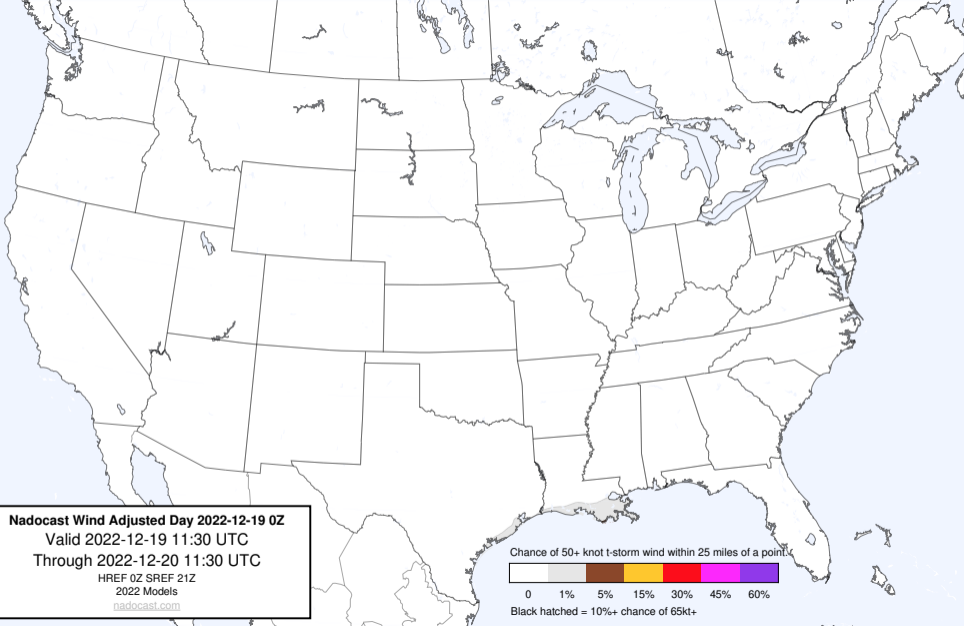 Nadocast Wind Adjusted Day 2022-12-19 0Z
Valid 2022-12-19 11:30 UTC
Through 2022-12-20 11:30 UTC
HREF 0Z SREF 21Z
2022 Models
nadocast.com
Chance of 50+ knot t-storm wind within 25 miles of a point.
0 1% 5% 15% 30% 45% 60%
Black hatched = 10%+ chance of 65kt+